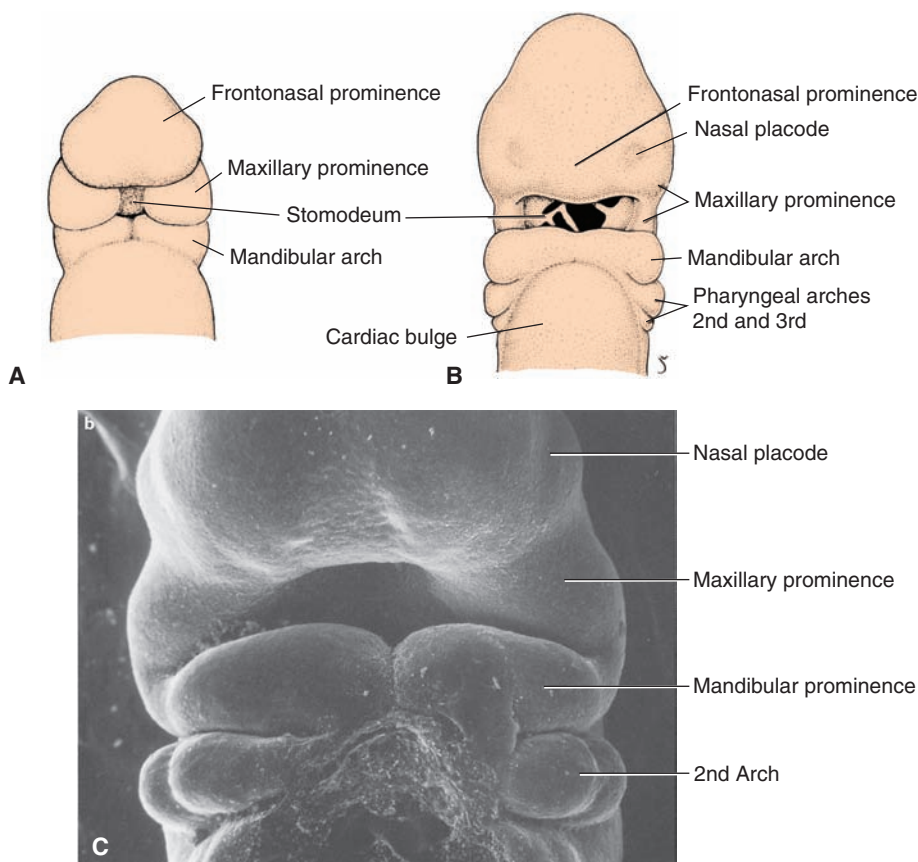 A
Frontonasal prominence
Maxillary prominence
Stomodeum
Mandibular arch
B
Frontonasal prominence
Nasal placode
Maxillary prominence
Mandibular arch
Pharyngeal arches
2nd and 3rd
Cardiac bulge
b
Nasal placode
Maxillary prominence
Mandibular prominence
2nd Arch
C